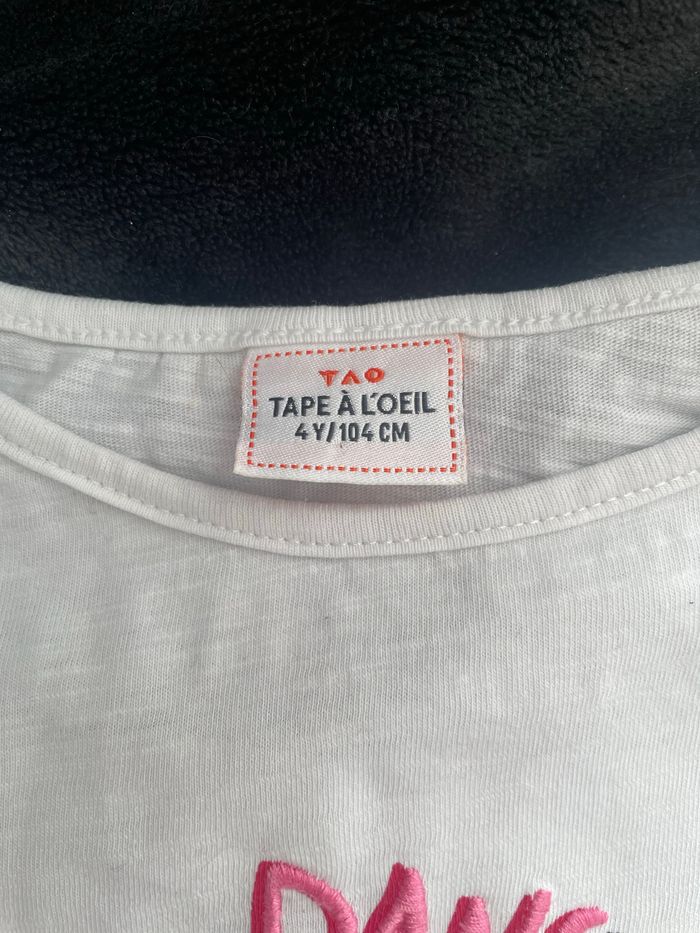 TAO
TAPE À L'OEIL
4 Y/104 CM